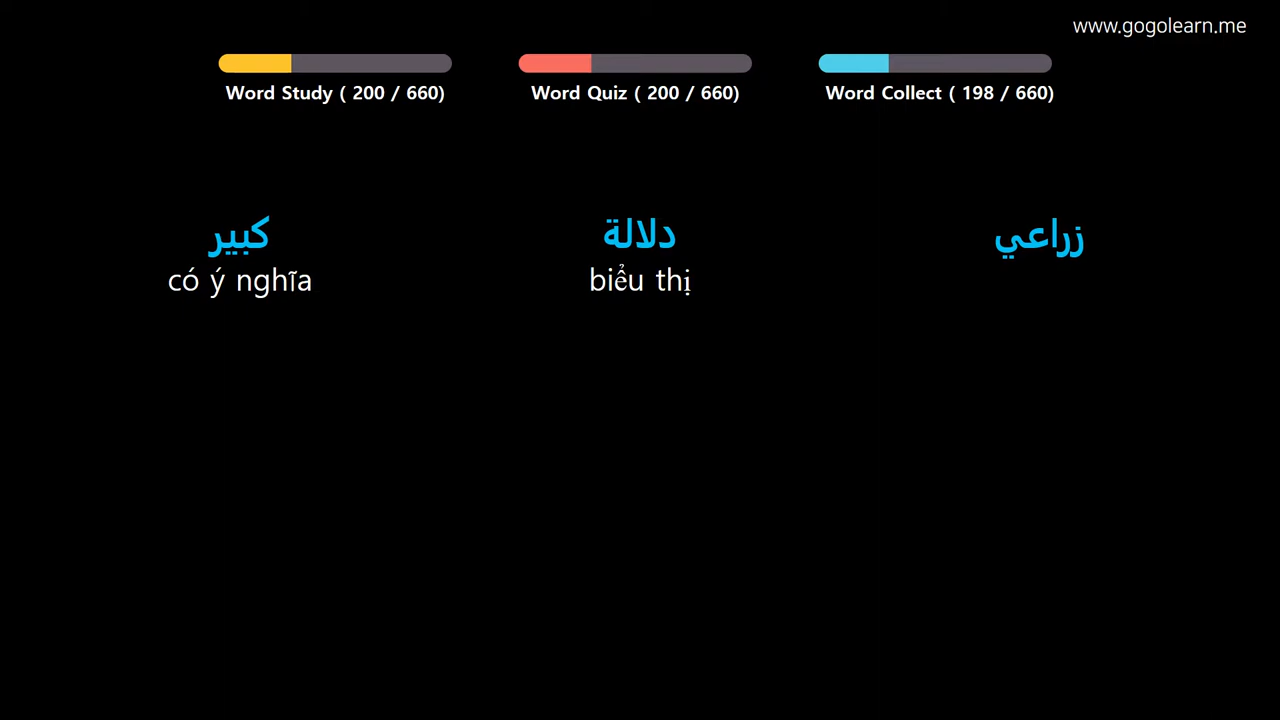 www.gogolearn.me
Word Study ( 200 / 660)
Word Quiz ( 200 / 660)
Word Collect ( 198 / 660)
كبير
có ý nghĩa
دلالة
biểu thị
زراعي